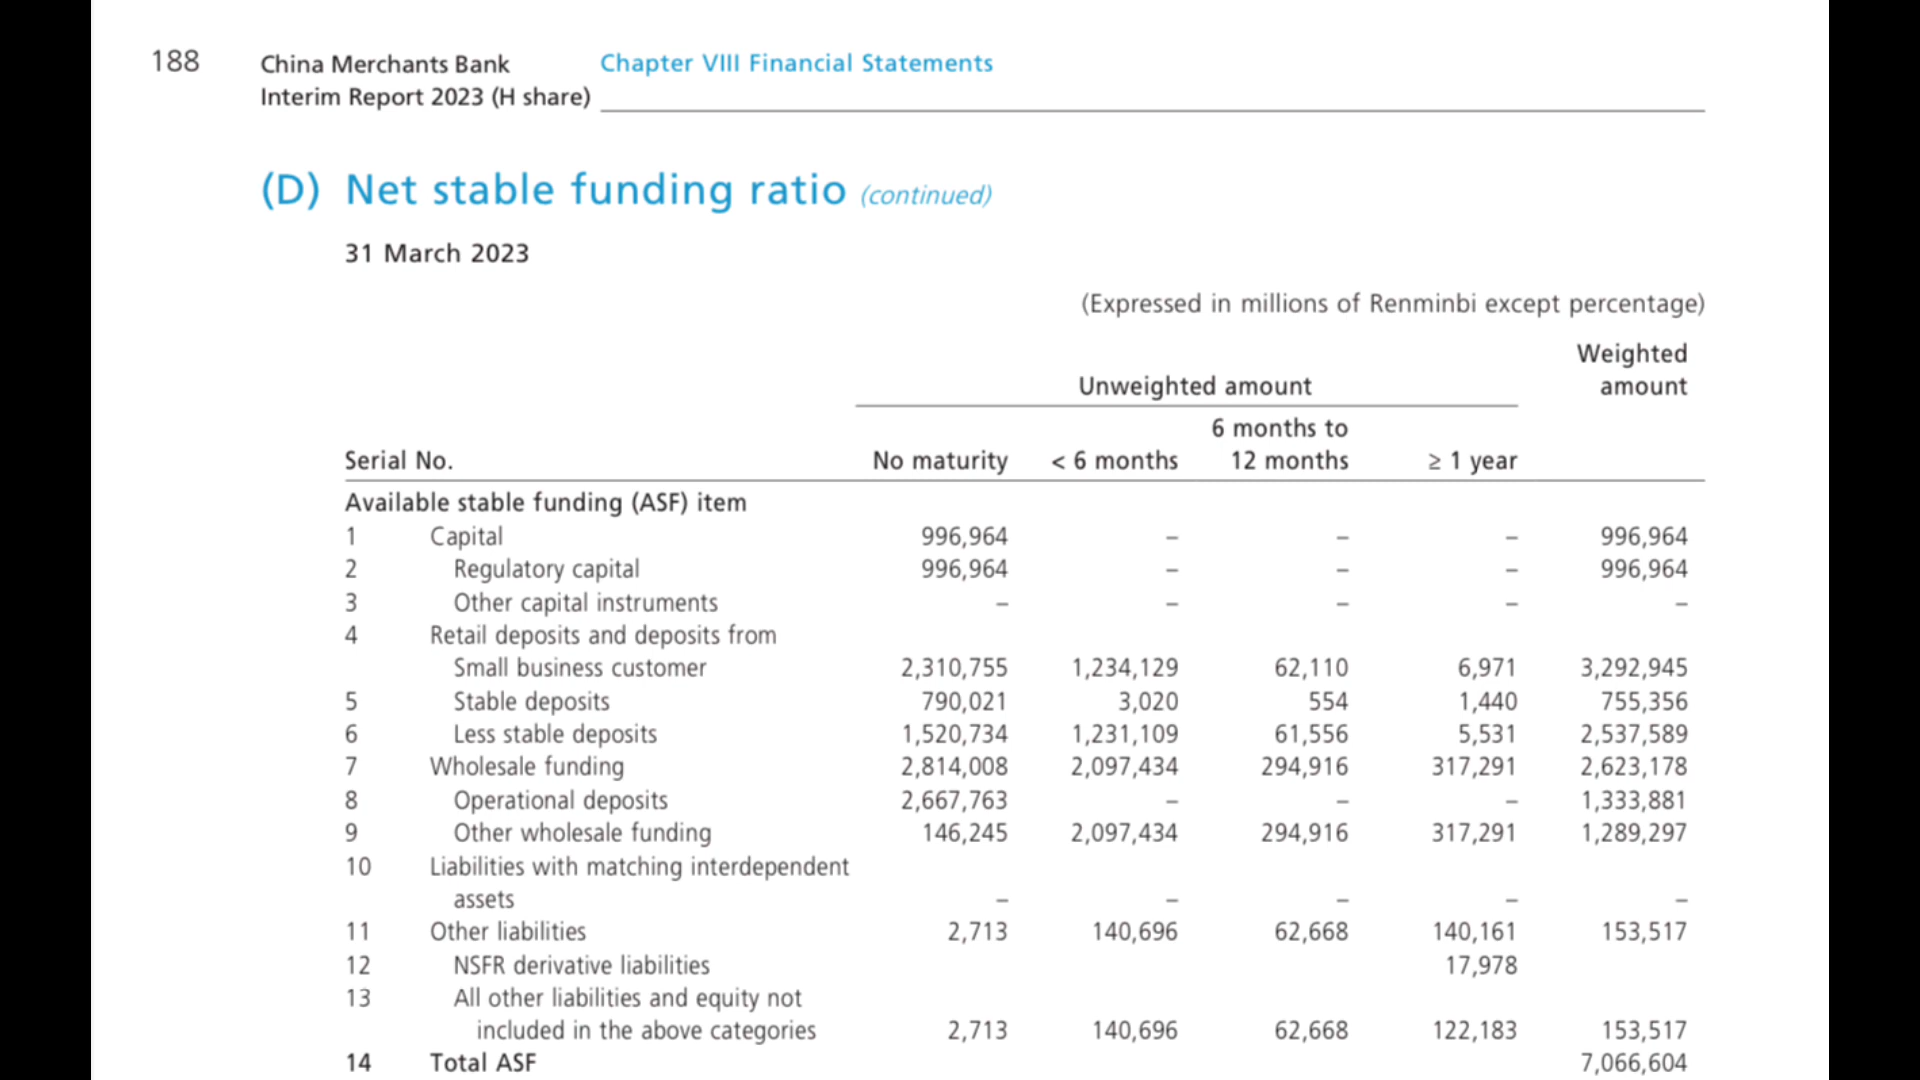 188
China Merchants Bank
Interim Report 2023 (H share)
Chapter VIII Financial Statements
(D) Net stable funding ratio (continued)
31 March 2023
(Expressed in millions of Renminbi except percentage)
Unweighted amount
Weighted
amount
Serial No. No maturity < 6 months 6 months to
12 months ≥ 1 year
Available stable funding (ASF) item
1 Capital 996,964 – – – 996,964
2 Regulatory capital 996,964 – – – 996,964
3 Other capital instruments – – – – –
4 Retail deposits and deposits from
Small business customer 2,310,755 1,234,129 62,110 6,971 3,292,945
5 Stable deposits 790,021 3,020 554 1,440 755,356
6 Less stable deposits 1,520,734 1,231,109 61,556 5,531 2,537,589
7 Wholesale funding 2,814,008 2,097,434 294,916 317,291 2,623,178
8 Operational deposits 2,667,763 – – – 1,333,881
9 Other wholesale funding 146,245 2,097,434 294,916 317,291 1,289,297
10 Liabilities with matching interdependent
assets – – – – –
11 Other liabilities 2,713 140,696 62,668 140,161 153,517
12 NSFR derivative liabilities 17,978
13 All other liabilities and equity not
included in the above categories 2,713 140,696 62,668 122,183 153,517
14 Total ASF 7,066,604